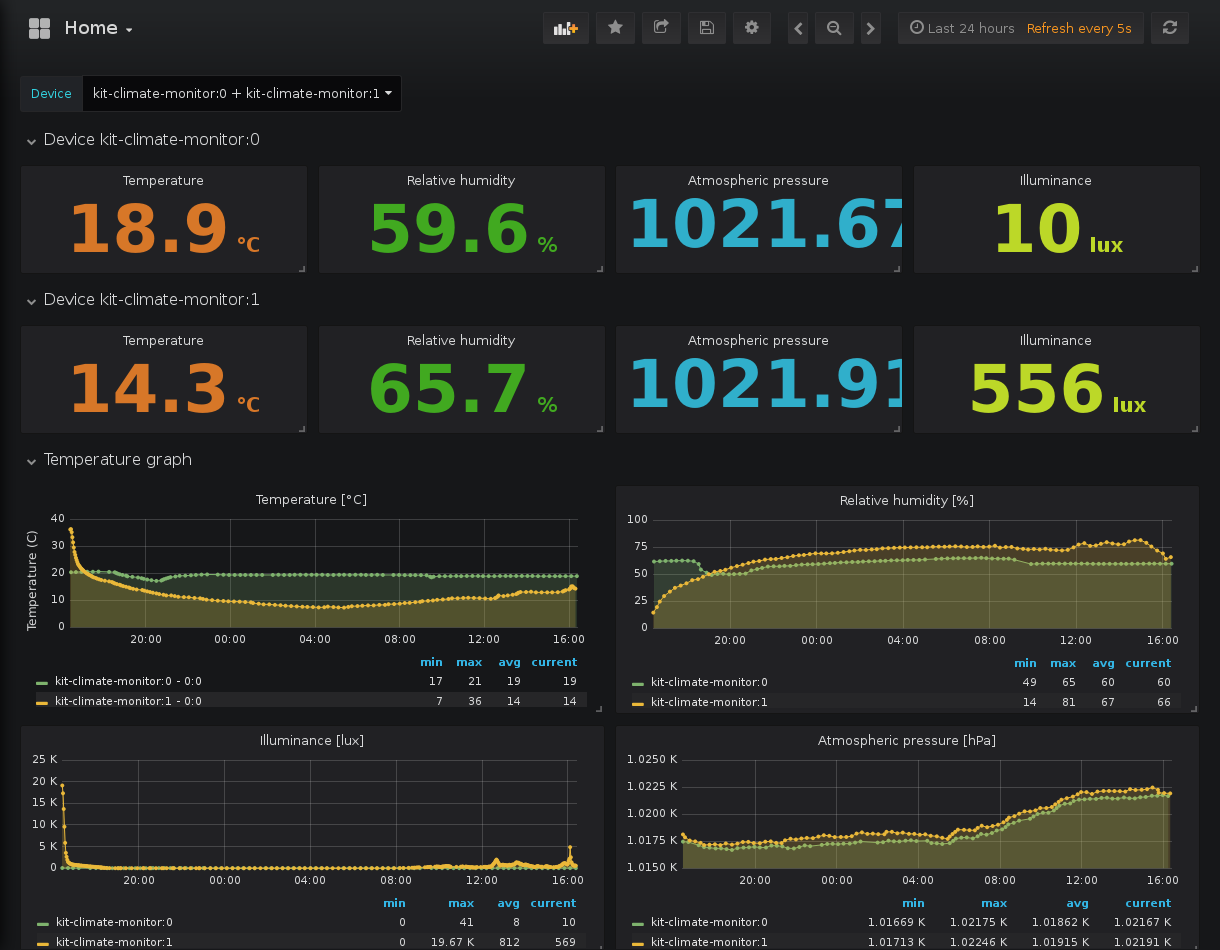 Home
Last 24 hours Refresh every 5s
Device kit-climate-monitor:0 + kit-climate-monitor:1
Device kit-climate-monitor:0
Temperature Relative humidity Atmospheric pressure Illuminance
18.9 °C 59.6 % 1021.67 10 lux
Device kit-climate-monitor:1
Temperature Relative humidity Atmospheric pressure Illuminance
14.3 °C 65.7 % 1021.91 556 lux
Temperature graph
Temperature [°C]
Temperature (C)
40
30
20
10
0
20:00 00:00 04:00 08:00 12:00 16:00
min max avg current
kit-climate-monitor:0 - 0:0 17 21 19 19
kit-climate-monitor:1 - 0:0 7 36 14 14
Relative humidity [%]
100
75
50
25
0
20:00 00:00 04:00 08:00 12:00 16:00
min max avg current
kit-climate-monitor:0 49 65 60 60
kit-climate-monitor:1 14 81 67 66
Illuminance [lux]
25 K
20 K
15 K
10 K
5 K
0
20:00 00:00 04:00 08:00 12:00 16:00
min max avg current
kit-climate-monitor:0 0 41 8 10
kit-climate-monitor:1 0 19.67 K 812 569
Atmospheric pressure [hPa]
1.0250 K
1.0225 K
1.0200 K
1.0175 K
1.0150 K
20:00 00:00 04:00 08:00 12:00 16:00
min max avg current
kit-climate-monitor:0 1.01669 K 1.02175 K 1.01862 K 1.02167 K
kit-climate-monitor:1 1.01713 K 1.02246 K 1.01915 K 1.02191 K